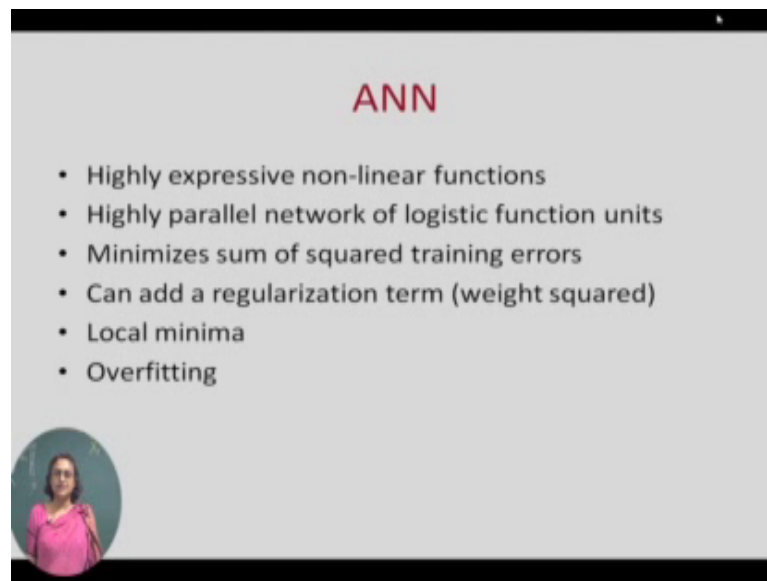 ANN
• Highly expressive non-linear functions
• Highly parallel network of logistic function units
• Minimizes sum of squared training errors
• Can add a regularization term (weight squared)
• Local minima
• Overfitting